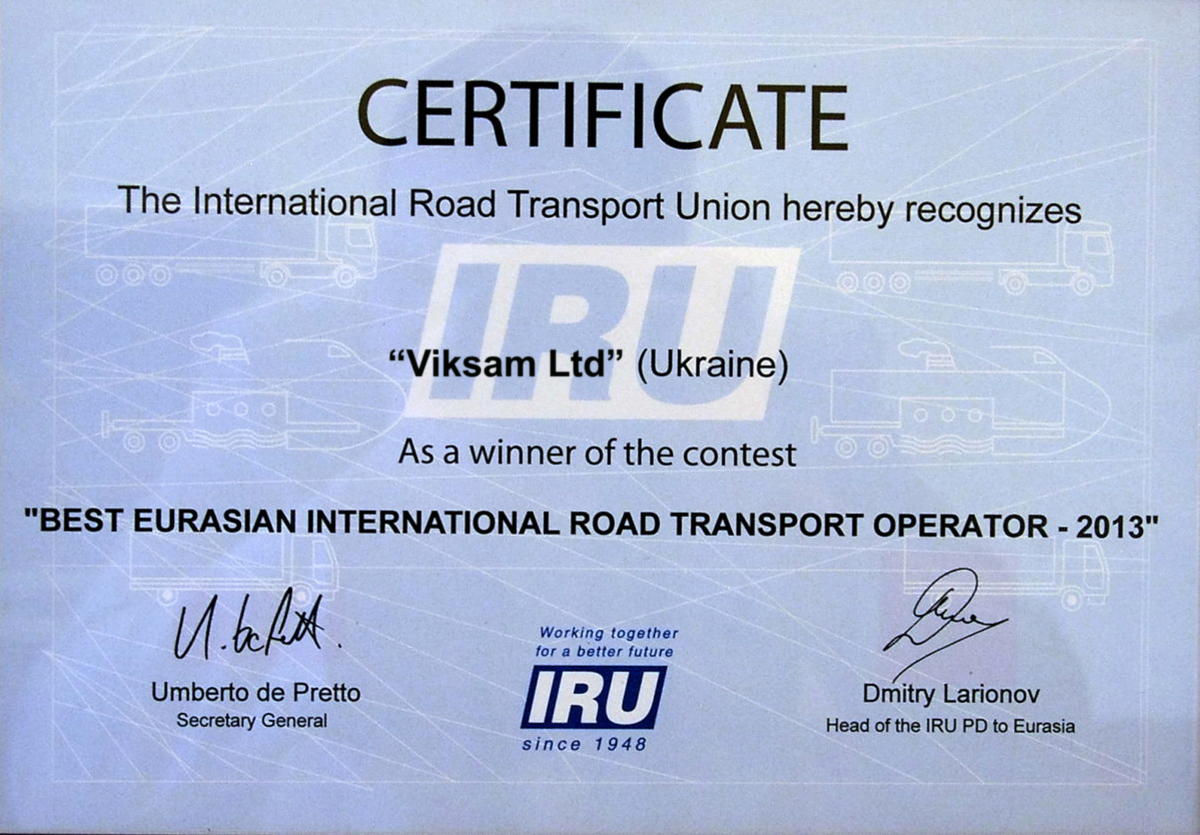 CERTIFICATE
The International Road Transport Union hereby recognizes
IRU
“Viksam Ltd” (Ukraine)
As a winner of the contest
"BEST EURASIAN INTERNATIONAL ROAD TRANSPORT OPERATOR - 2013"
Umberto de Pretto
Secretary General
Working together
for a better future
IRU
since 1948
Dmitry Larionov
Head of the IRU PD to Eurasia